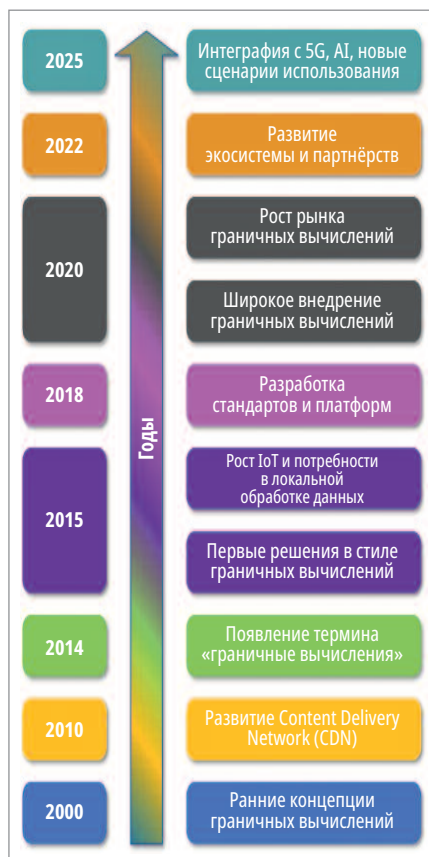 2025
Интеграфия с 5G, AI, новые
сценарии использования
2022
Развитие
экосистемы и партнёрств
2020
Рост рынка
граничных вычислений
Широкое внедрение
граничных вычислений
2018
Разработка
стандартов и платформ
Годы
2015
Рост IoT и потребности
в локальной
обработке данных
Первые решения в стиле
граничных вычислений
2014
Появление термина
«граничные вычисления»
2010
Развитие Content Delivery
Network (CDN)
2000
Ранние концепции
граничных вычислений